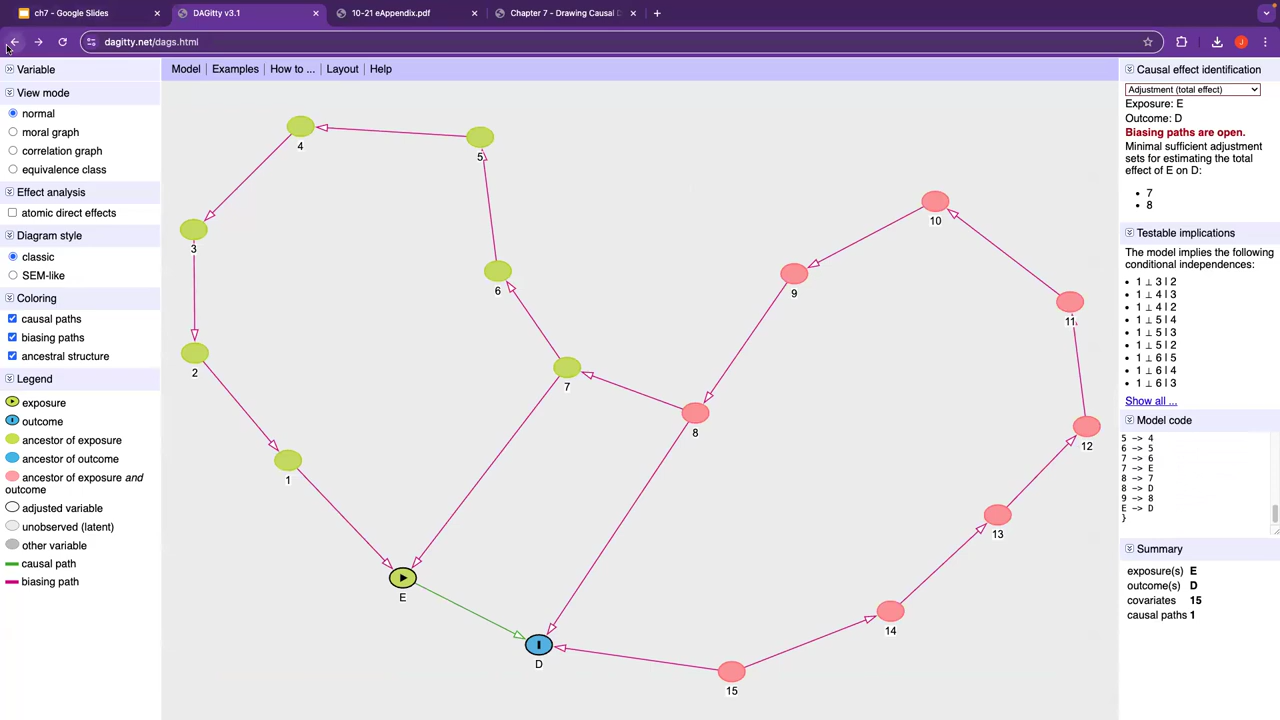 ch7 - Google Slides
DAGitty v3.1
10-21 eAppendix.pdf
Chapter 7 - Drawing Causal D
dagitty.net/dags.html
J
Variable
View mode
normal
moral graph
correlation graph
equivalence class
Effect analysis
atomic direct effects
Diagram style
classic
SEM-like
Coloring
causal paths
biasing paths
ancestral structure
Legend
exposure
outcome
ancestor of exposure
ancestor of outcome
ancestor of exposure and
outcome
adjusted variable
unobserved (latent)
other variable
causal path
biasing path
Model Examples How to ... Layout Help
4
5
10
3
6
9
11
2
7
8
12
1
13
E
14
D
15
Causal effect identification
Adjustment (total effect)
Exposure: E
Outcome: D
Biasing paths are open.
Minimal sufficient adjustment
sets for estimating the total
effect of E on D:
• 7
• 8
Testable implications
The model implies the following
conditional independences:
• 1 ⊥ 3 | 2
• 1 ⊥ 4 | 3
• 1 ⊥ 4 | 2
• 1 ⊥ 5 | 4
• 1 ⊥ 5 | 3
• 1 ⊥ 5 | 2
• 1 ⊥ 6 | 5
• 1 ⊥ 6 | 4
• 1 ⊥ 6 | 3
Show all ...
Model code
5 -> 4
6 -> 5
7 -> 6
7 -> E
8 -> 7
8 -> D
9 -> 8
E -> D
}
Summary
exposure(s) E
outcome(s) D
covariates 15
causal paths 1